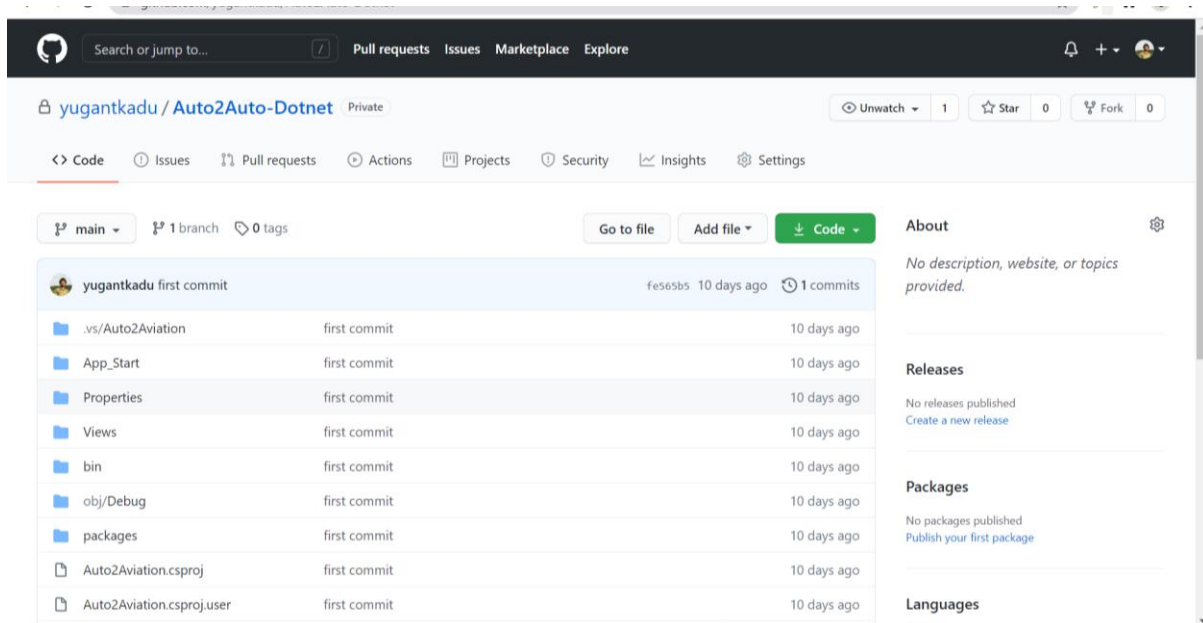 Search or jump to... / Pull requests Issues Marketplace Explore
yugantkadu / Auto2Auto-Dotnet Private
Unwatch 1 Star 0 Fork 0
Code Issues Pull requests Actions Projects Security Insights Settings
main 1 branch 0 tags Go to file Add file Code
yugantkadu first commit fe565b5 10 days ago 1 commits
.vs/Auto2Aviation first commit 10 days ago
App_Start first commit 10 days ago
Properties first commit 10 days ago
Views first commit 10 days ago
bin first commit 10 days ago
obj/Debug first commit 10 days ago
packages first commit 10 days ago
Auto2Aviation.csproj first commit 10 days ago
Auto2Aviation.csproj.user first commit 10 days ago
About
No description, website, or topics
provided.
Releases
No releases published
Create a new release
Packages
No packages published
Publish your first package
Languages